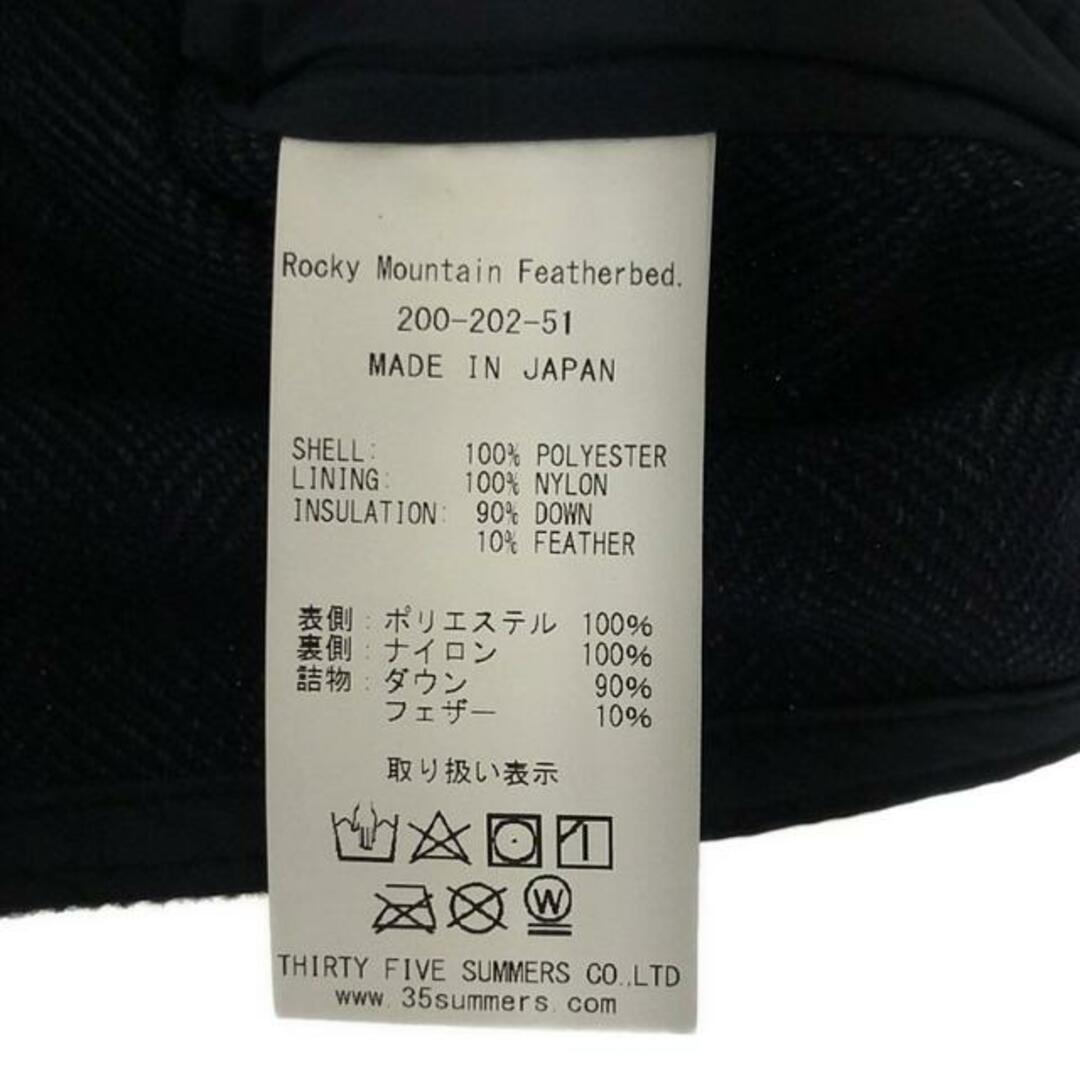 Rocky Mountain Featherbed.
200-202-51
MADE IN JAPAN
SHELL: 100% POLYESTER
LINING: 100% NYLON
INSULATION: 90% DOWN
10% FEATHER
表側:ポリエステル 100%
裏側:ナイロン 100%
詰物:ダウン 90%
フェザー 10%
取り扱い表示
W
THIRTY FIVE SUMMERS CO.,LTD
www.35summers.com